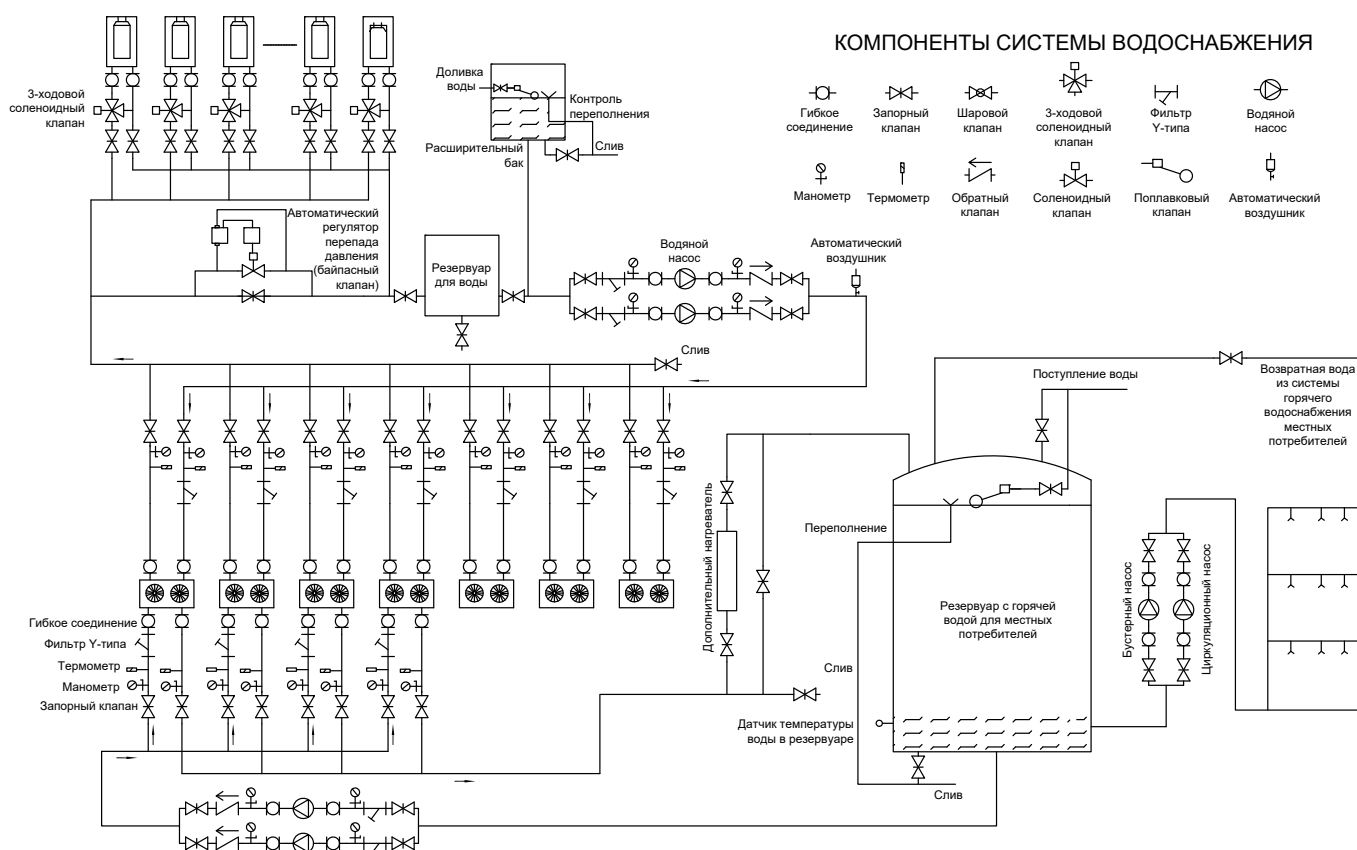 КОМПОНЕНТЫ СИСТЕМЫ ВОДОСНАБЖЕНИЯ
Гибкое
соединение
Запорный
клапан
Шаровой
клапан
3-ходовой
соленоидный
клапан
Фильтр
Y-типа
Водяной
насос
Манометр
Термометр
Обратный
клапан
Соленоидный
клапан
Поплавковый
клапан
Автоматический
воздушник
3-ходовой
соленоидный
клапан
Доливка
воды
Контроль
переполнения
Расширительный
бак
Слив
Автоматический
регулятор
перепада
давления
(байпасный
клапан)
Резервуар
для воды
Водяной
насос
Автоматический
воздушник
Слив
Поступление воды
Возвратная вода
из системы
горячего
водоснабжения
местных
потребителей
Дополнительный нагреватель
Переполнение
Резервуар с горячей
водой для местных
потребителей
Бустерный насос
Циркуляционный насос
Гибкое соединение
Фильтр Y-типа
Термометр
Манометр
Запорный клапан
Слив
Датчик температуры
воды в резервуаре
Слив